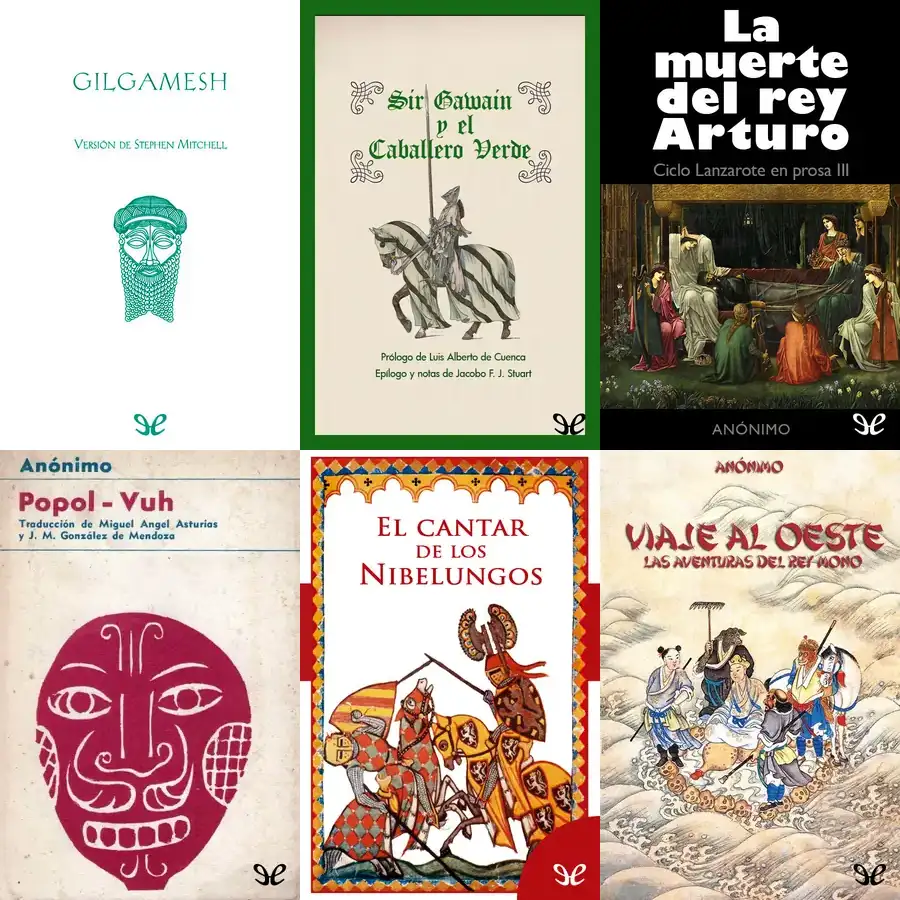 GILGAMESH
VERSIÓN DE STEPHEN MITCHELL
Sir Gawain
y el
Caballero Verde
Prólogo de Luis Alberto de Cuenca
Epílogo y notas de Jacobo F. J. Stuart
La
muerte
del rey
Arturo
Ciclo Lanzarote en prosa III
ANÓNIMO
Anónimo
Popol - Vuh
Traducción de Miguel Angel Asturias
y J. M. González de Mendoza
EL CANTAR
DE LOS
NIBELUNGOS
ANÓNIMO
VIAJE AL OESTE
LAS AVENTURAS DEL REY MONO